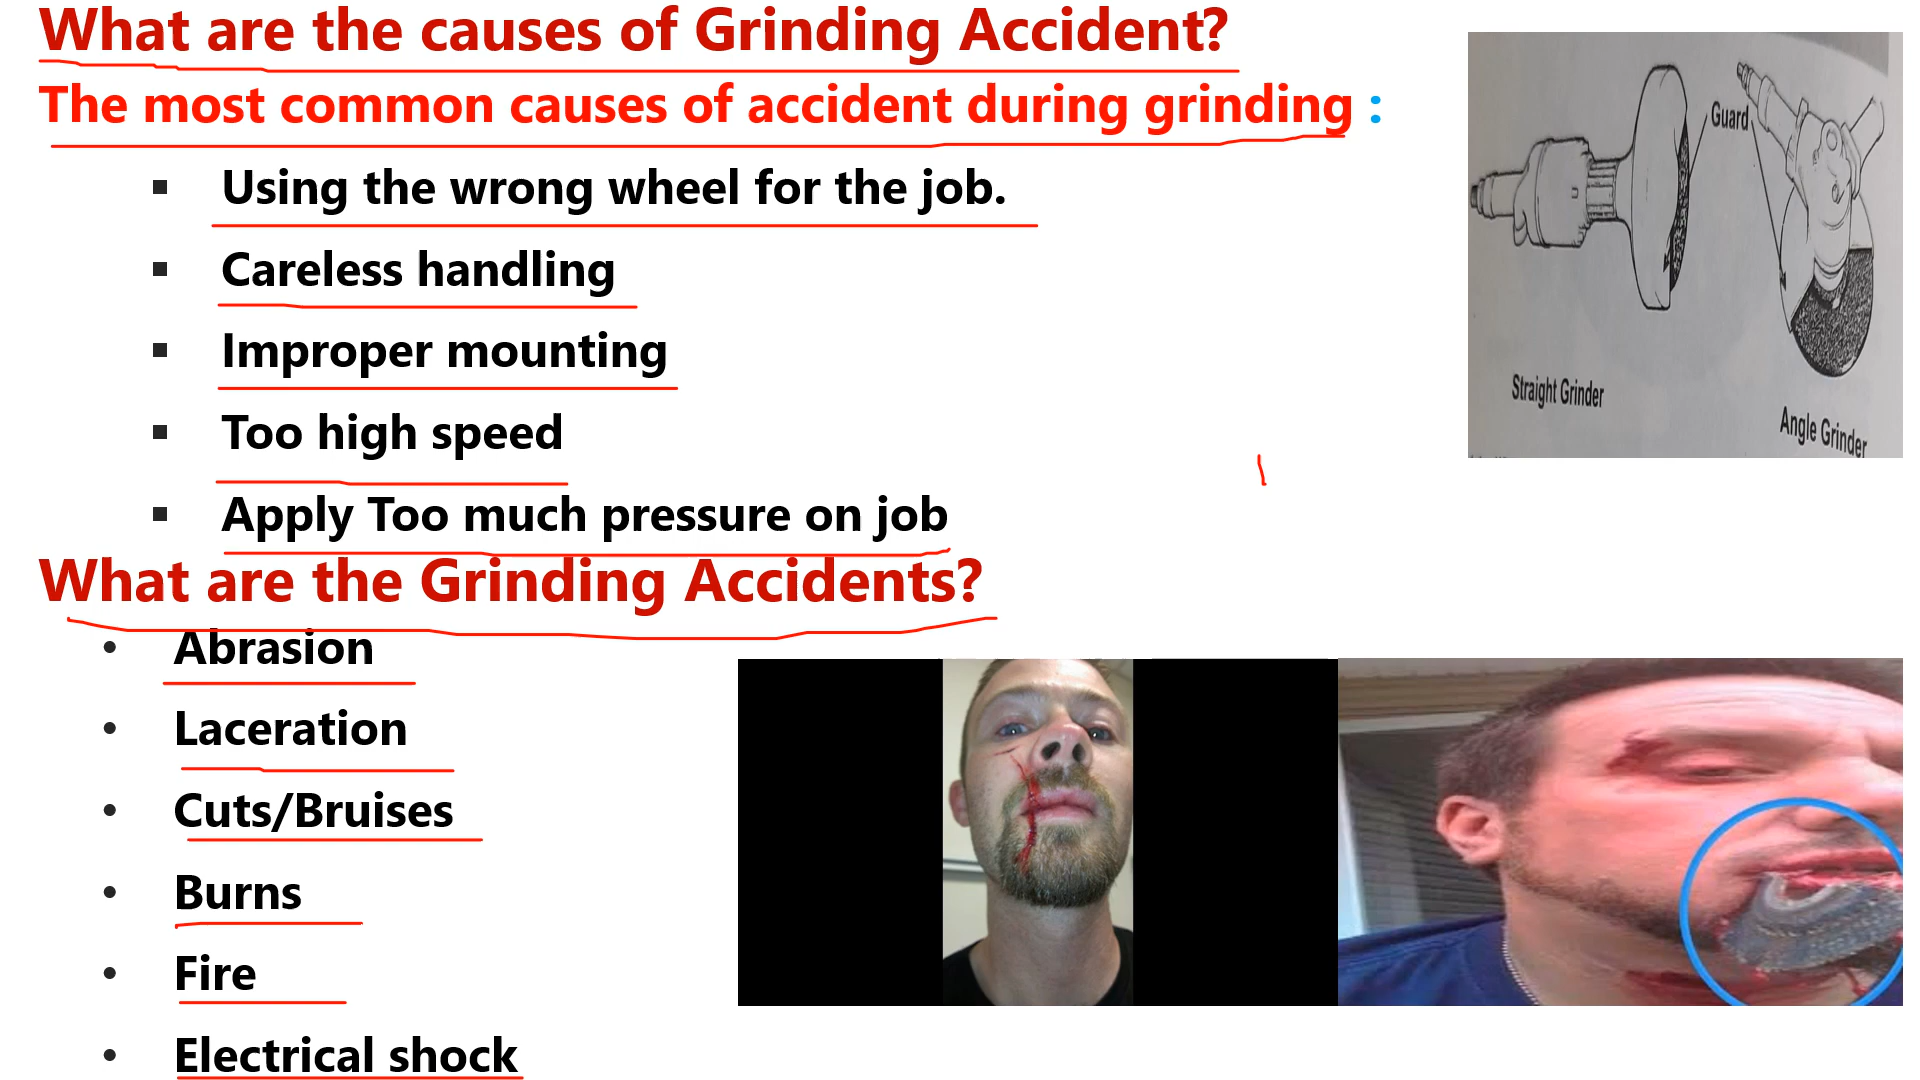 What are the causes of Grinding Accident?
The most common causes of accident during grinding :
▪ Using the wrong wheel for the job.
▪ Careless handling
▪ Improper mounting
▪ Too high speed
▪ Apply Too much pressure on job
Guard
Straight Grinder
Angle Grinder
What are the Grinding Accidents?
• Abrasion
• Laceration
• Cuts/Bruises
• Burns
• Fire
• Electrical shock